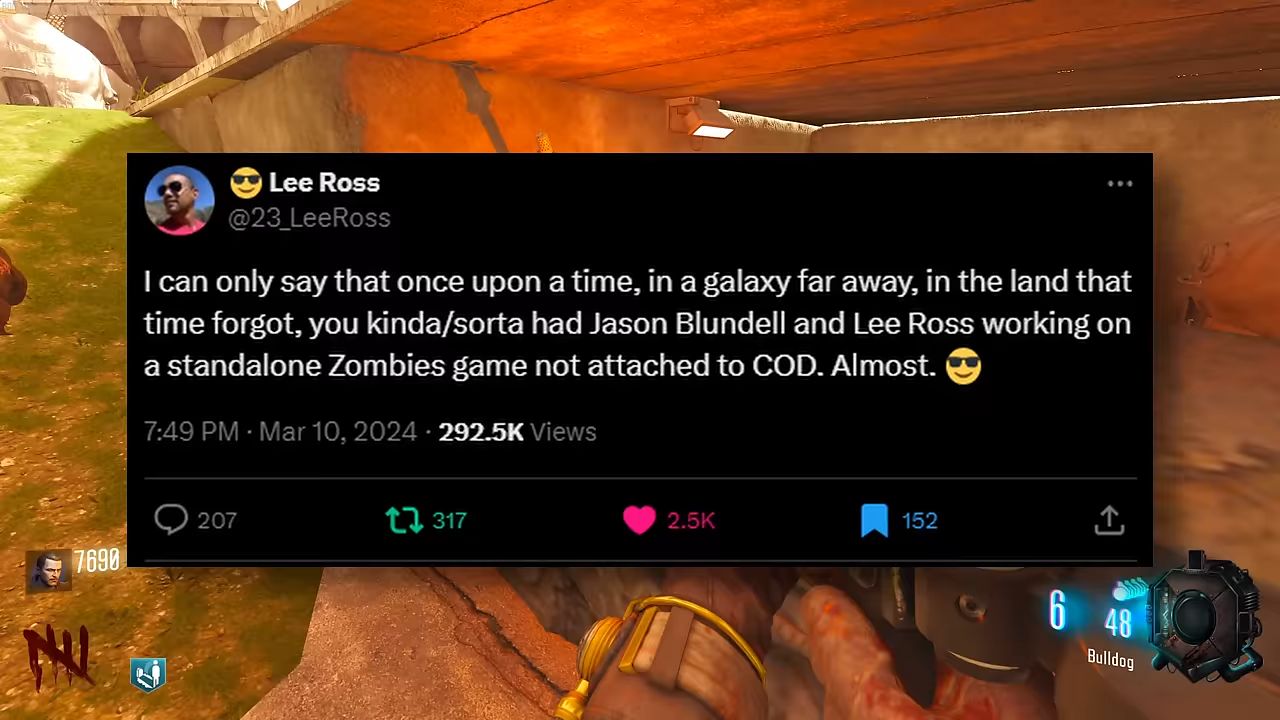 😎 Lee Ross
@23_LeeRoss
I can only say that once upon a time, in a galaxy far away, in the land that
time forgot, you kinda/sorta had Jason Blundell and Lee Ross working on
a standalone Zombies game not attached to COD. Almost. 😎
7:49 PM · Mar 10, 2024 · 292.5K Views
207 317 2.5K 152
7690
6 48
Bulldog